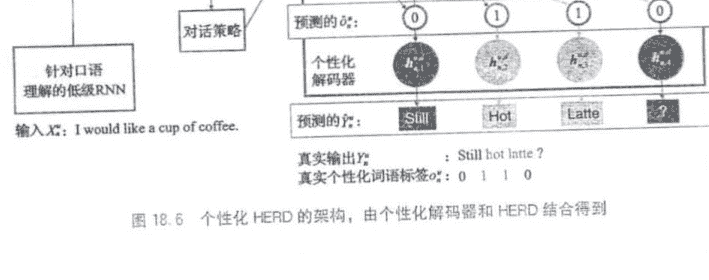 预测的ô
0 1 1 0
对话策略
个性化
解码器
针对口语
理解的低级RNN
预测的
Still Hot Latte ?
输入X: I would like a cup of coffee.
真实输出Y : Still hot latte ?
真实个性化词语标签o: 0 1 1 0
图 18.6 个性化 HERD 的架构，由个性化解码器和 HERD 结合得到